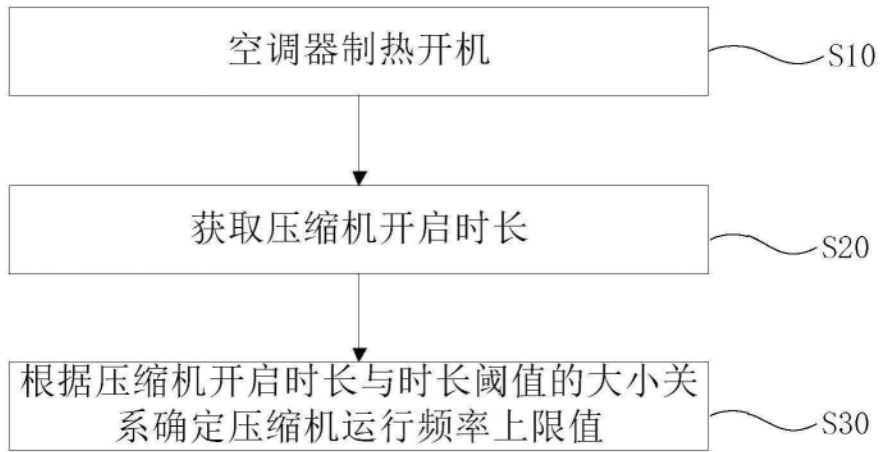 空调器制热开机
S10
获取压缩机开启时长
S20
根据压缩机开启时长与时长阈值的大小关
系确定压缩机运行频率上限值
S30